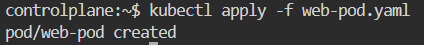 controlplane:~$ kubectl apply -f web-pod.yaml
pod/web-pod created